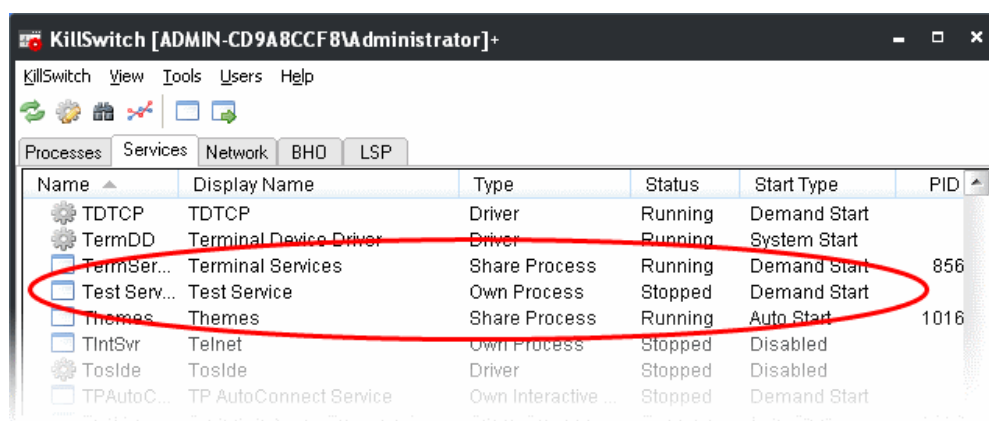 KillSwitch [ADMIN-CD9A8CCF8\Administrator]+
KillSwitch View Tools Users Help
Processes Services Network BHO LSP
Name Display Name Type Status Start Type PID
TDTCP TDTCP Driver Running Demand Start
TermDD Terminal Device Driver Driver Running System Start
TermSer... Terminal Services Share Process Running Demand Start 856
Test Serv... Test Service Own Process Stopped Demand Start
Themes Themes Share Process Running Auto Start 1016
TlntSvr Telnet Own Process Stopped Disabled
TosIde TosIde Driver Stopped Disabled
TPAutoC... TP AutoConnect Service Own Interactive ... Stopped Demand Start